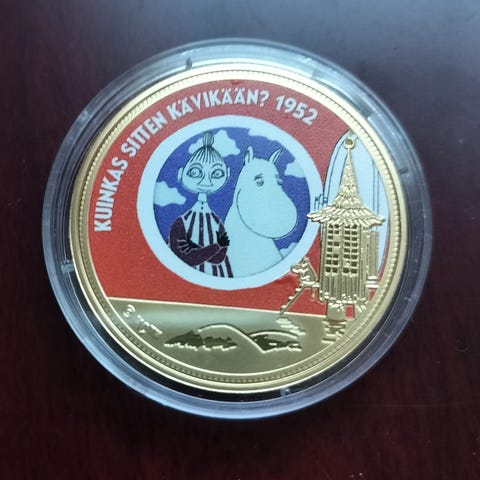 KUINKAS SITTEN KÄVIKÄÄN? 1952